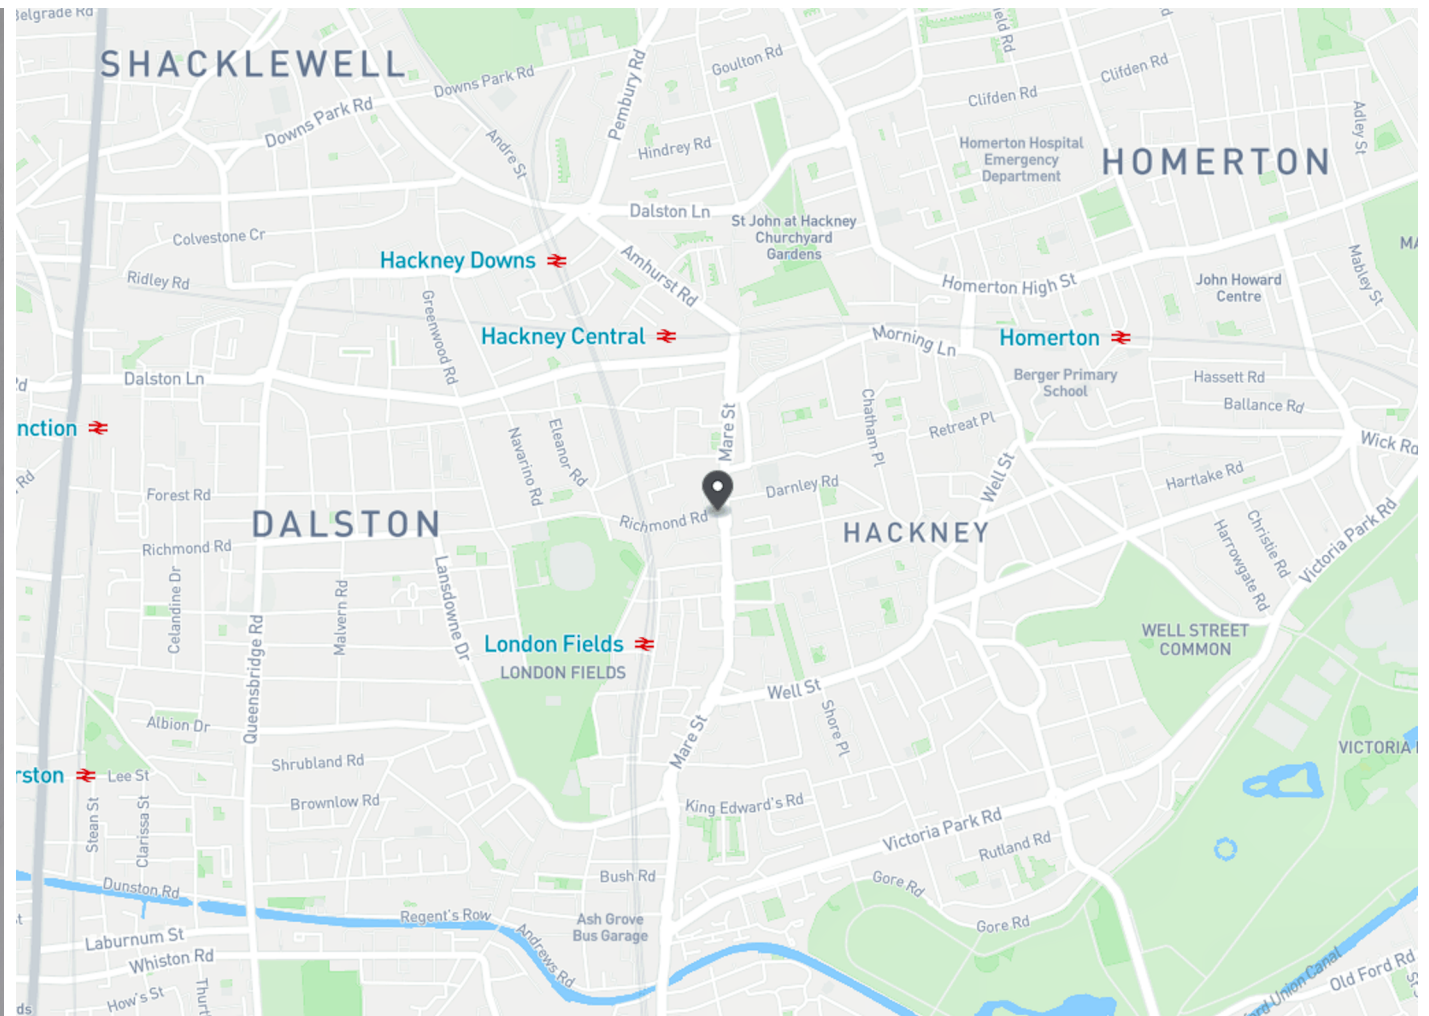 Belgrade Rd
SHACKLEWELL
Downs Park Rd
Downs Park Rd
Pembury Rd
Goulton Rd
Clifden Rd
Clifden Rd
Adley St
Andre St
Hindrey Rd
Homerton Hospital
Emergency
Department
HOMERTON
Dalston Ln
St John at Hackney
Churchyard
Gardens
Colvestone Cr
Hackney Downs
Amhurst Rd
Ridley Rd
Homerton High St
John Howard
Centre
Mabley St
MA
Greenwood Rd
Hackney Central
Morning Ln
Homerton
Dalston Ln
Berger Primary
School
Hassett Rd
Ballance Rd
nction
Mare St
Chatham Pl
Retreat Pl
Wick Rd
Navarino Rd
Eleanor Rd
Well St
Hartlake Rd
Rd
Forest Rd
Darnley Rd
DALSTON
Richmond Rd
HACKNEY
Harrowgate Rd
Christie Rd
Victoria Park Rd
Richmond Rd
Celandine Dr
Malvern Rd
Lansdowne Dr
London Fields
LONDON FIELDS
WELL STREET
COMMON
Queensbridge Rd
Well St
Albion Dr
Mare St
Shore Pl
VICTORIA
Shrubland Rd
rston
Lee St
Stean St
Clarissa St
Brownlow Rd
King Edward's Rd
Victoria Park Rd
Rutland Rd
Dunston Rd
Bush Rd
Gore Rd
Regent's Row
Ash Grove
Bus Garage
Gore Rd
Laburnum St
Andrews Rd
Whiston Rd
ford Union Canal
Old Ford Rd
How's St
Thurt
ds